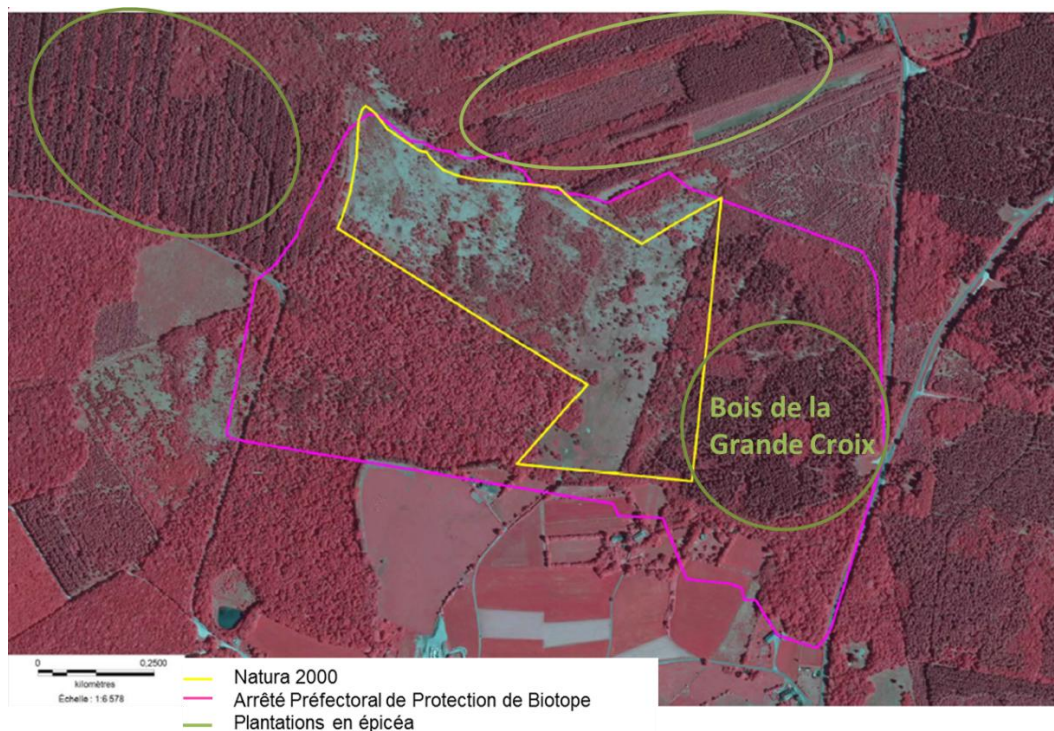 Bois de la
Grande Croix
0 0,2500
kilomètres
Échelle : 1:6 578
Natura 2000
Arrêté Préfectoral de Protection de Biotope
Plantations en épicéa